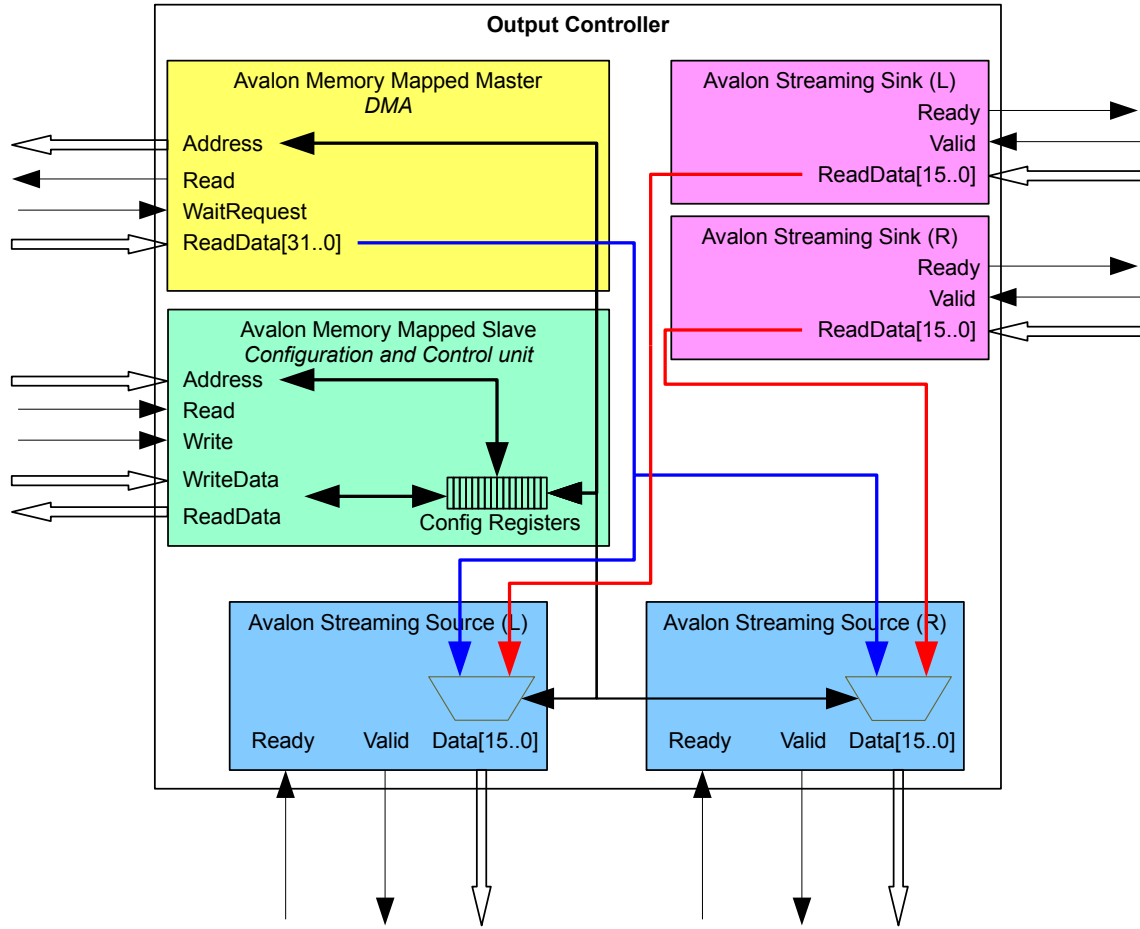 Output Controller
Avalon Memory Mapped Master
DMA
Address
Read
WaitRequest
ReadData[31..0]
Avalon Streaming Sink (L)
Ready
Valid
ReadData[15..0]
Avalon Streaming Sink (R)
Ready
Valid
ReadData[15..0]
Avalon Memory Mapped Slave
Configuration and Control unit
Address
Read
Write
WriteData
ReadData
Config Registers
Avalon Streaming Source (L)
Ready
Valid
Data[15..0]
Avalon Streaming Source (R)
Ready
Valid
Data[15..0]